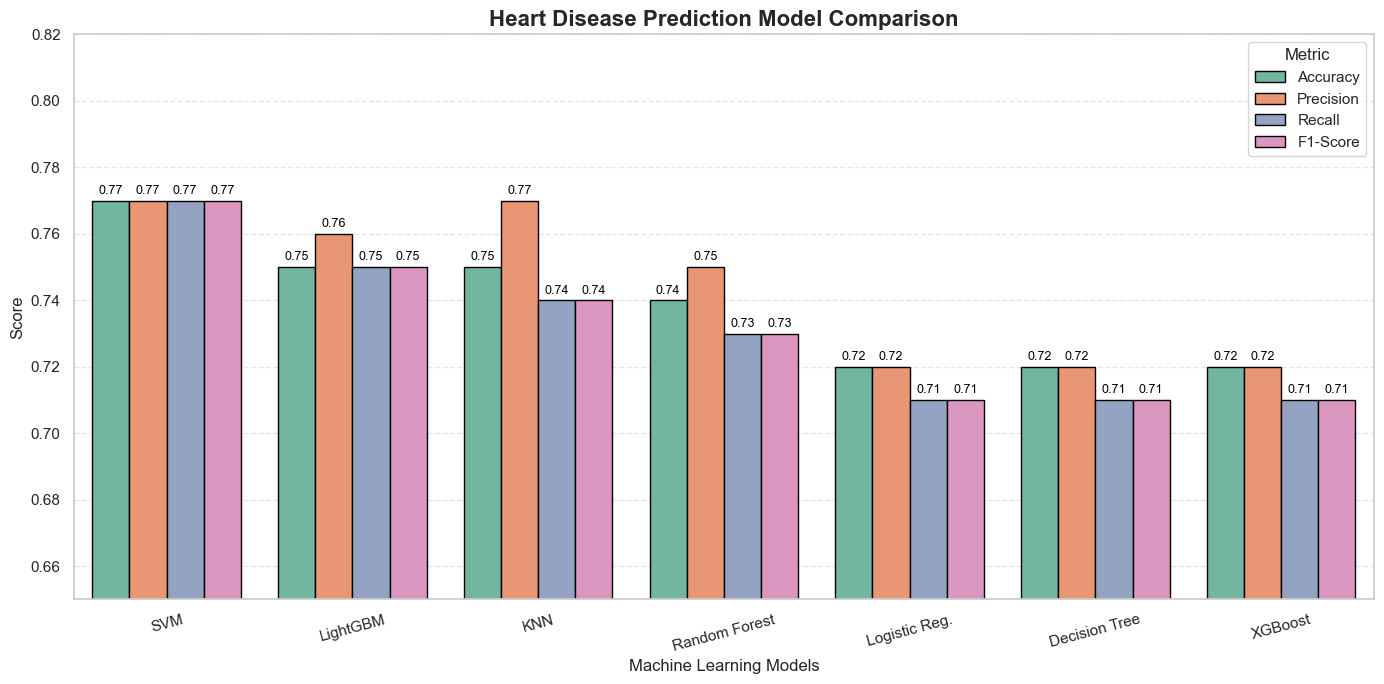 Heart Disease Prediction Model Comparison
0.82
0.80
0.78
0.76
0.74
0.72
0.70
0.68
0.66
Score
Metric
Accuracy
Precision
Recall
F1-Score
0.77 0.77 0.77 0.77
0.75 0.76 0.75 0.75
0.75 0.77 0.74 0.74
0.74 0.75 0.73 0.73
0.72 0.72 0.71 0.71
0.72 0.72 0.71 0.71
0.72 0.72 0.71 0.71
SVM
LightGBM
KNN
Random Forest
Logistic Reg.
Decision Tree
XGBoost
Machine Learning Models